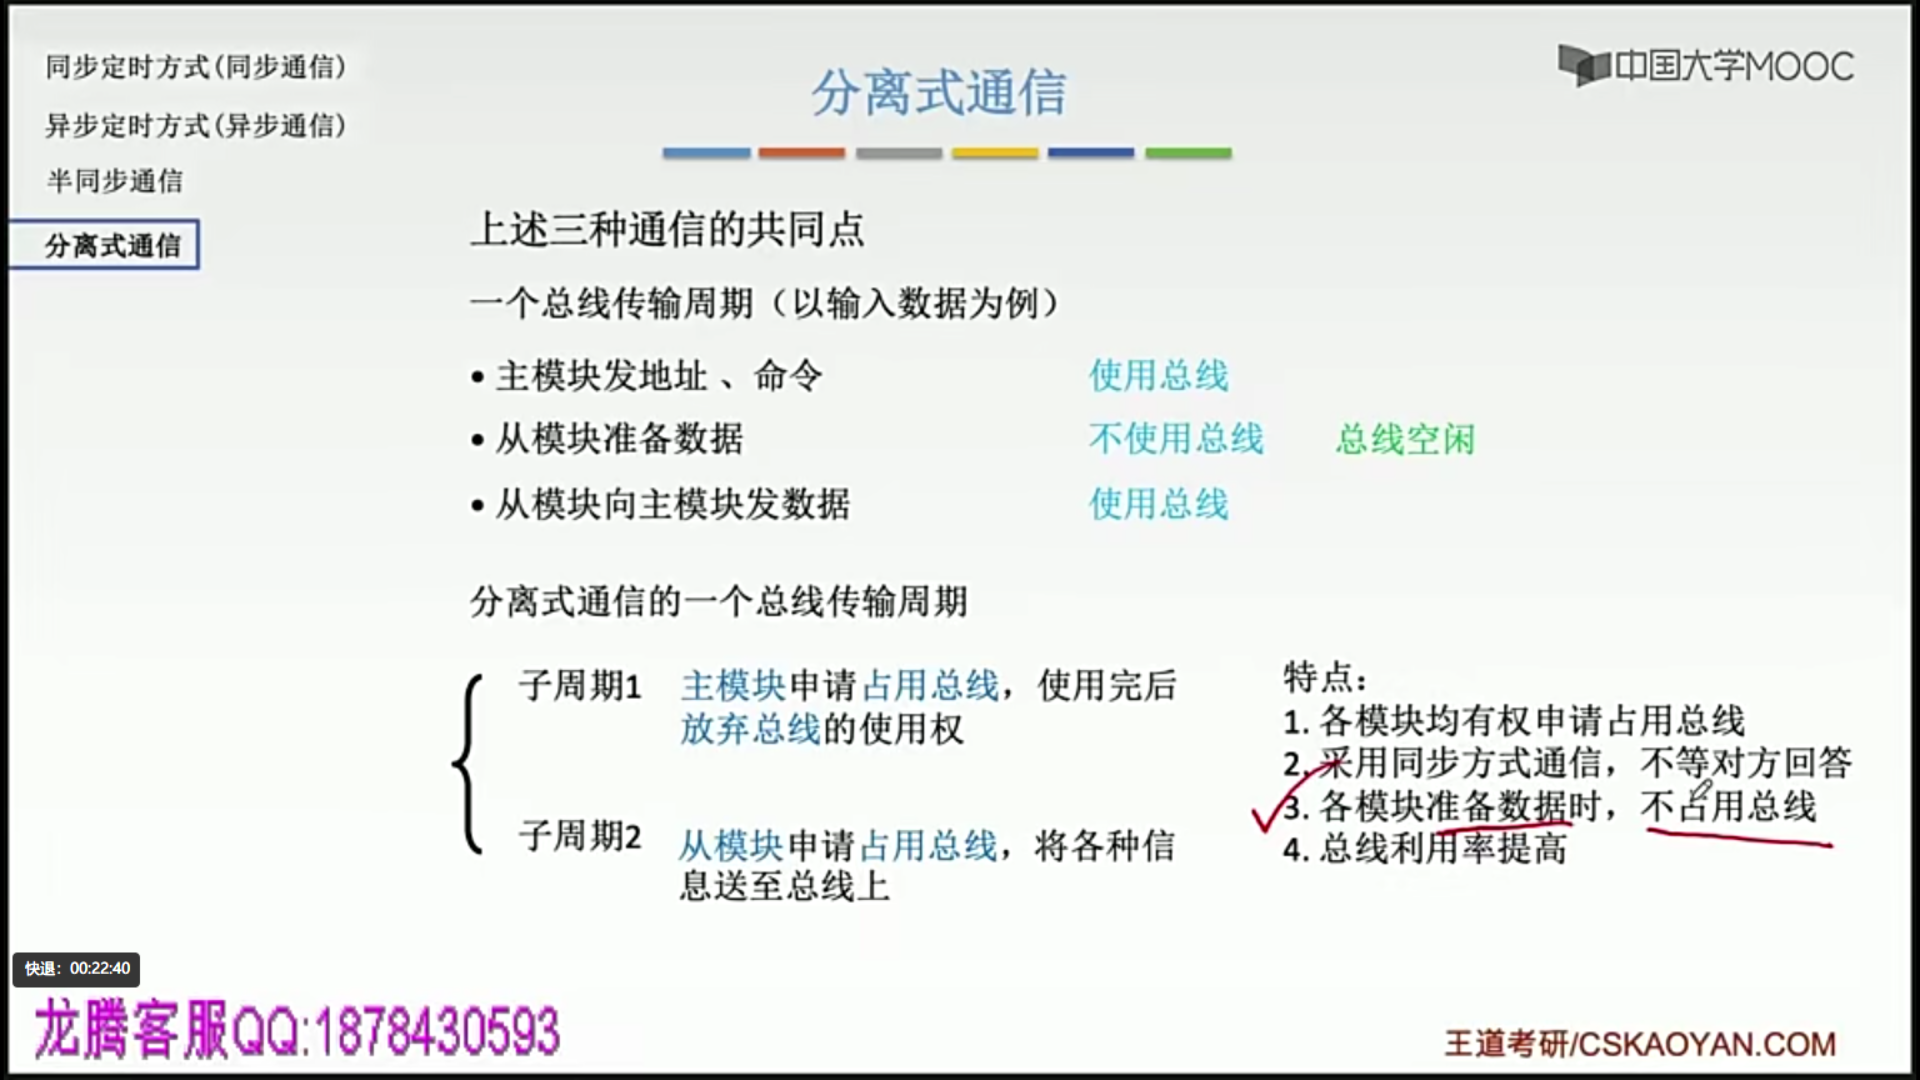 同步定时方式(同步通信)
异步定时方式(异步通信)
半同步通信
分离式通信
分离式通信
中国大学MOOC
上述三种通信的共同点
一个总线传输周期（以输入数据为例）
• 主模块发地址 、命令 使用总线
• 从模块准备数据 不使用总线 总线空闲
• 从模块向主模块发数据 使用总线
分离式通信的一个总线传输周期
子周期1 主模块申请占用总线，使用完后
放弃总线的使用权
子周期2 从模块申请占用总线，将各种信
息送至总线上
特点：
1. 各模块均有权申请占用总线
2. 采用同步方式通信，不等对方回答
3. 各模块准备数据时，不占用总线
4. 总线利用率提高
快退：00:22:40
龙腾客服QQ:1878430593
王道考研/CSKAOYAN.COM